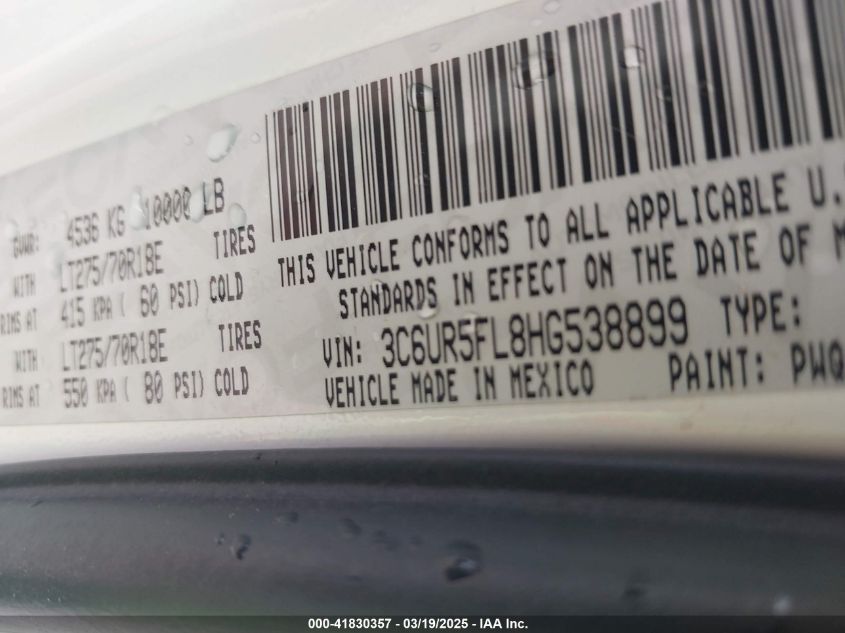 GVWR: 4536 KG 10000 LB
WITH LT275/70R18E TIRES
RIMS AT 415 KPA ( 60 PSI) COLD
WITH LT275/70R18E TIRES
RIMS AT 550 KPA ( 80 PSI) COLD
THIS VEHICLE CONFORMS TO ALL APPLICABLE U.
STANDARDS IN EFFECT ON THE DATE OF M
VIN: 3C6UR5FL8HG538899 TYPE:
VEHICLE MADE IN MEXICO PAINT: PWQ
000-41830357 - 03/19/2025 - IAA Inc.